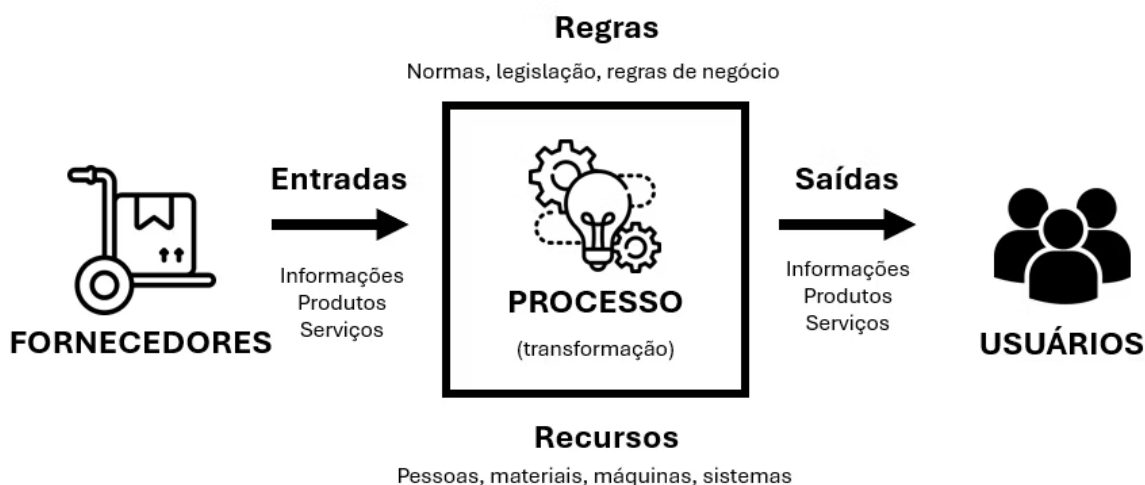 Regras
Normas, legislação, regras de negócio
Entradas
Informações
Produtos
Serviços
FORNECEDORES
PROCESSO
(transformação)
Saídas
Informações
Produtos
Serviços
USUÁRIOS
Recursos
Pessoas, materiais, máquinas, sistemas